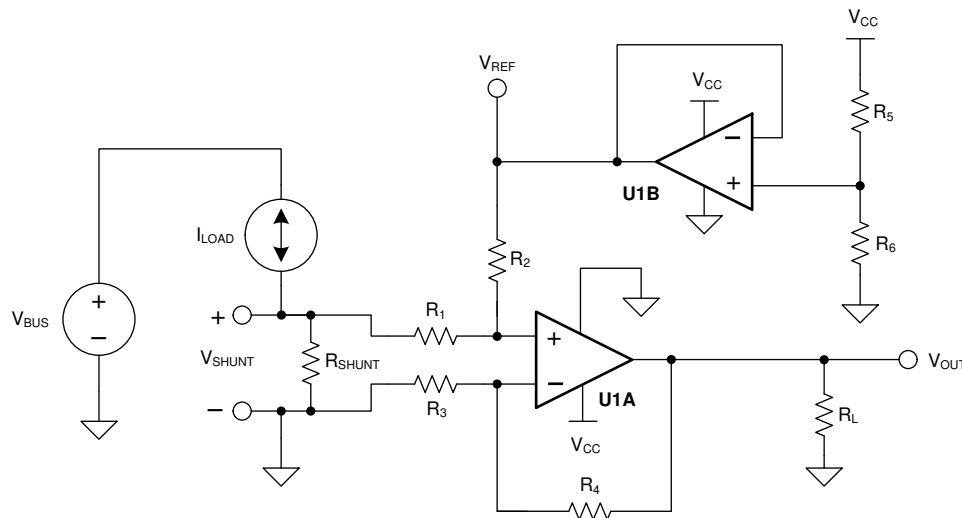 VCC
VREF
VCC
R5
−
+
U1B
R6
ILOAD
R2
VBUS
+
−
+
R1
VSHUNT
RSHUNT
+
−
R3
U1A
VOUT
−
VCC
RL
R4